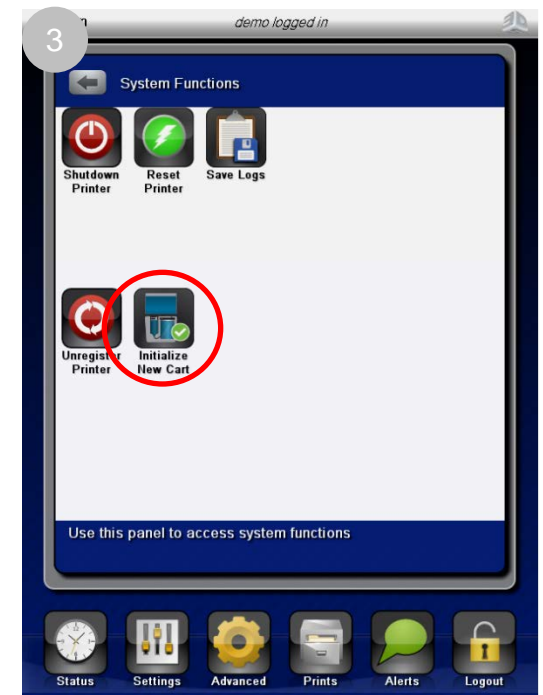 3
demo logged in
System Functions
Shutdown
Printer
Reset
Printer
Save Logs
Unregister
Printer
Initialize
New Cart
Use this panel to access system functions
Status
Settings
Advanced
Prints
Alerts
Logout